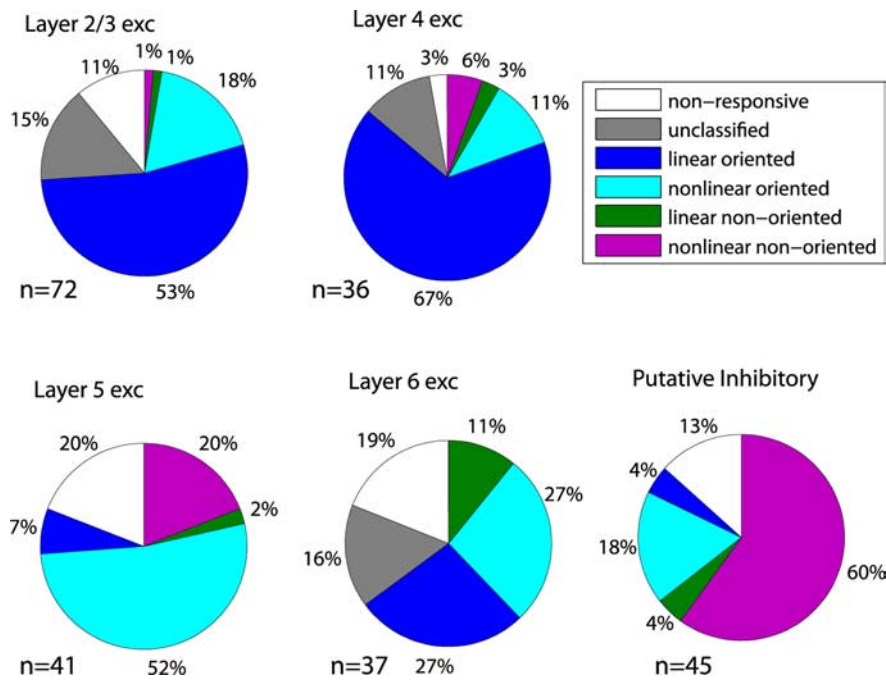 Layer 2/3 exc
1%
1%
18%
11%
15%
53%
n=72
Layer 4 exc
3%
6%
3%
11%
11%
67%
n=36
non-responsive
unclassified
linear oriented
nonlinear oriented
linear non-oriented
nonlinear non-oriented
Layer 5 exc
20%
20%
2%
7%
52%
n=41
Layer 6 exc
19%
11%
27%
16%
27%
n=37
Putative Inhibitory
13%
4%
18%
4%
60%
n=45